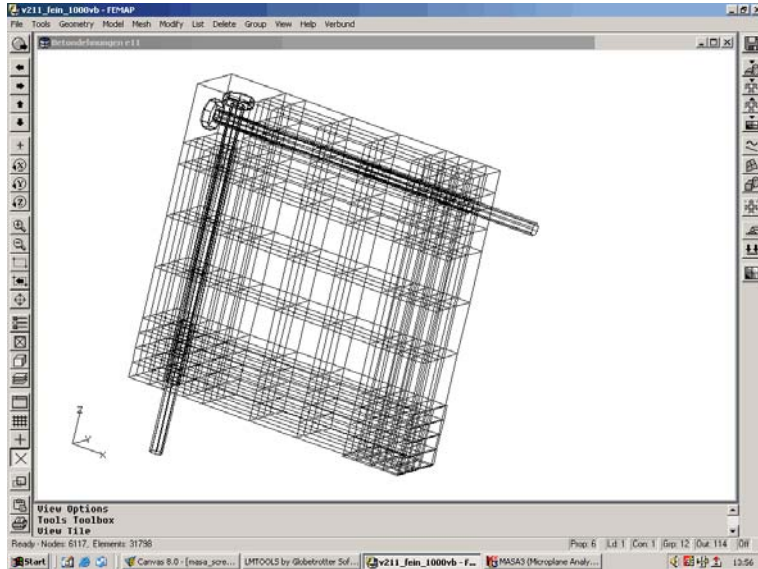 v211_fein_1000vb - FEMAP
File Tools Geometry Model Mesh Modify List Delete Group View Help Verbund
Betondehnungen e11
Z
Y
X
View Options
Tools Toolbox
View Tile
Ready - Nodes: 6117, Elements: 31798
Prop: 6 Ld: 1 Con: 1 Grp: 12 Out: 114 Off
Start Canvas 8.0 - [masa_scre... LMTOOLS by Globetrotter Sof... v211_fein_1000vb - F... MASA3 (Microplane Analy... 13:56